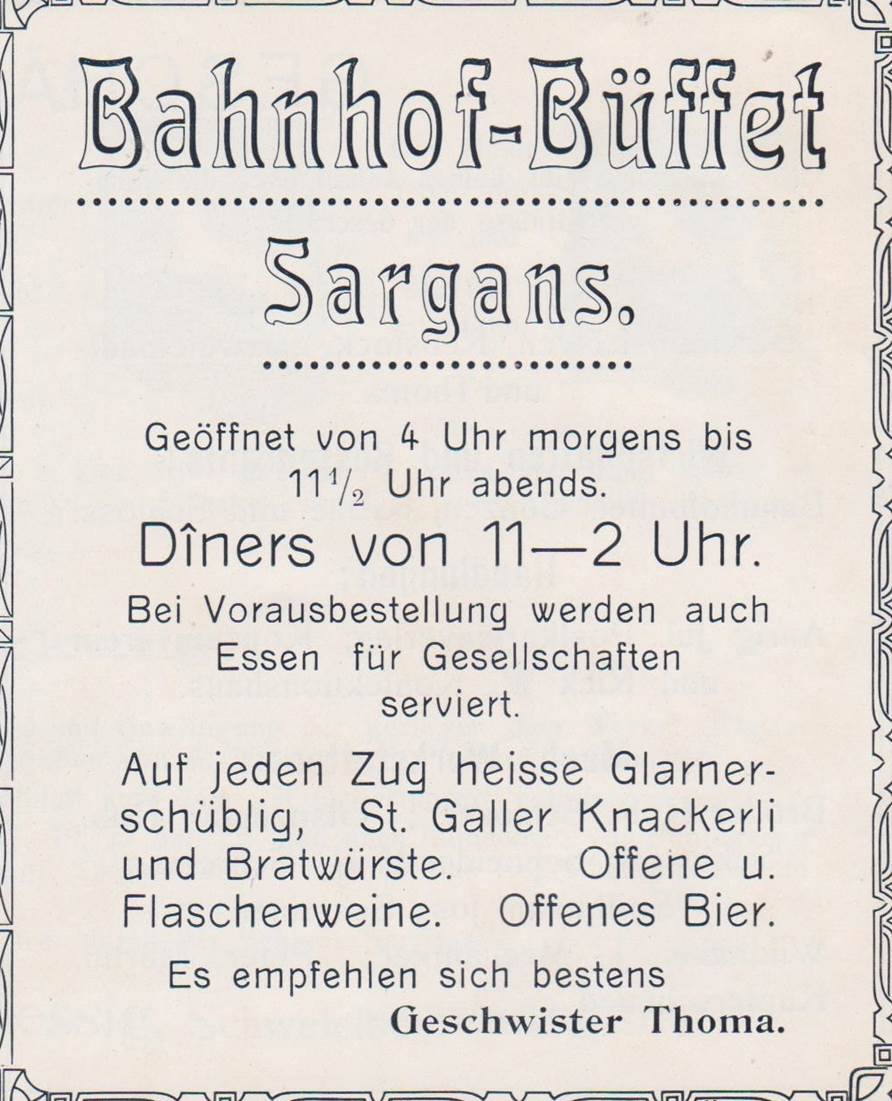 Bahnhof-Büffet
Sargans.
Geöffnet von 4 Uhr morgens bis
11 1/2 Uhr abends.
Dîners von 11—2 Uhr.
Bei Vorausbestellung werden auch
Essen für Gesellschaften
serviert.
Auf jeden Zug heisse Glarner-
schüblig, St. Galler Knackerli
und Bratwürste. Offene u.
Flaschenweine. Offenes Bier.
Es empfehlen sich bestens
Geschwister Thoma.